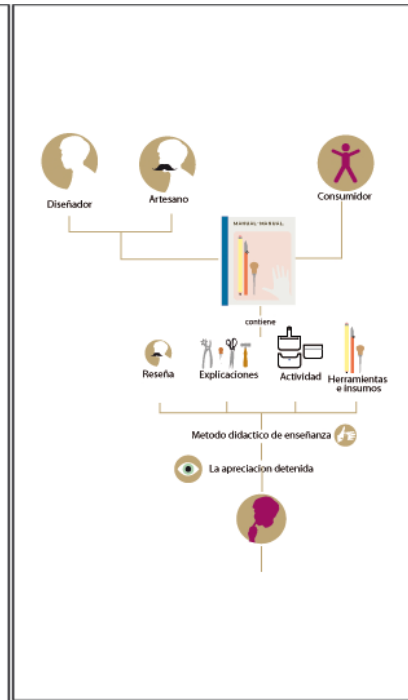 Diseñador
Artesano
Consumidor
MANUAL·MANUAL
contiene
Reseña
Explicaciones
Actividad
Herramientas
e insumos
Metodo didactico de enseñanza
La apreciacion detenida